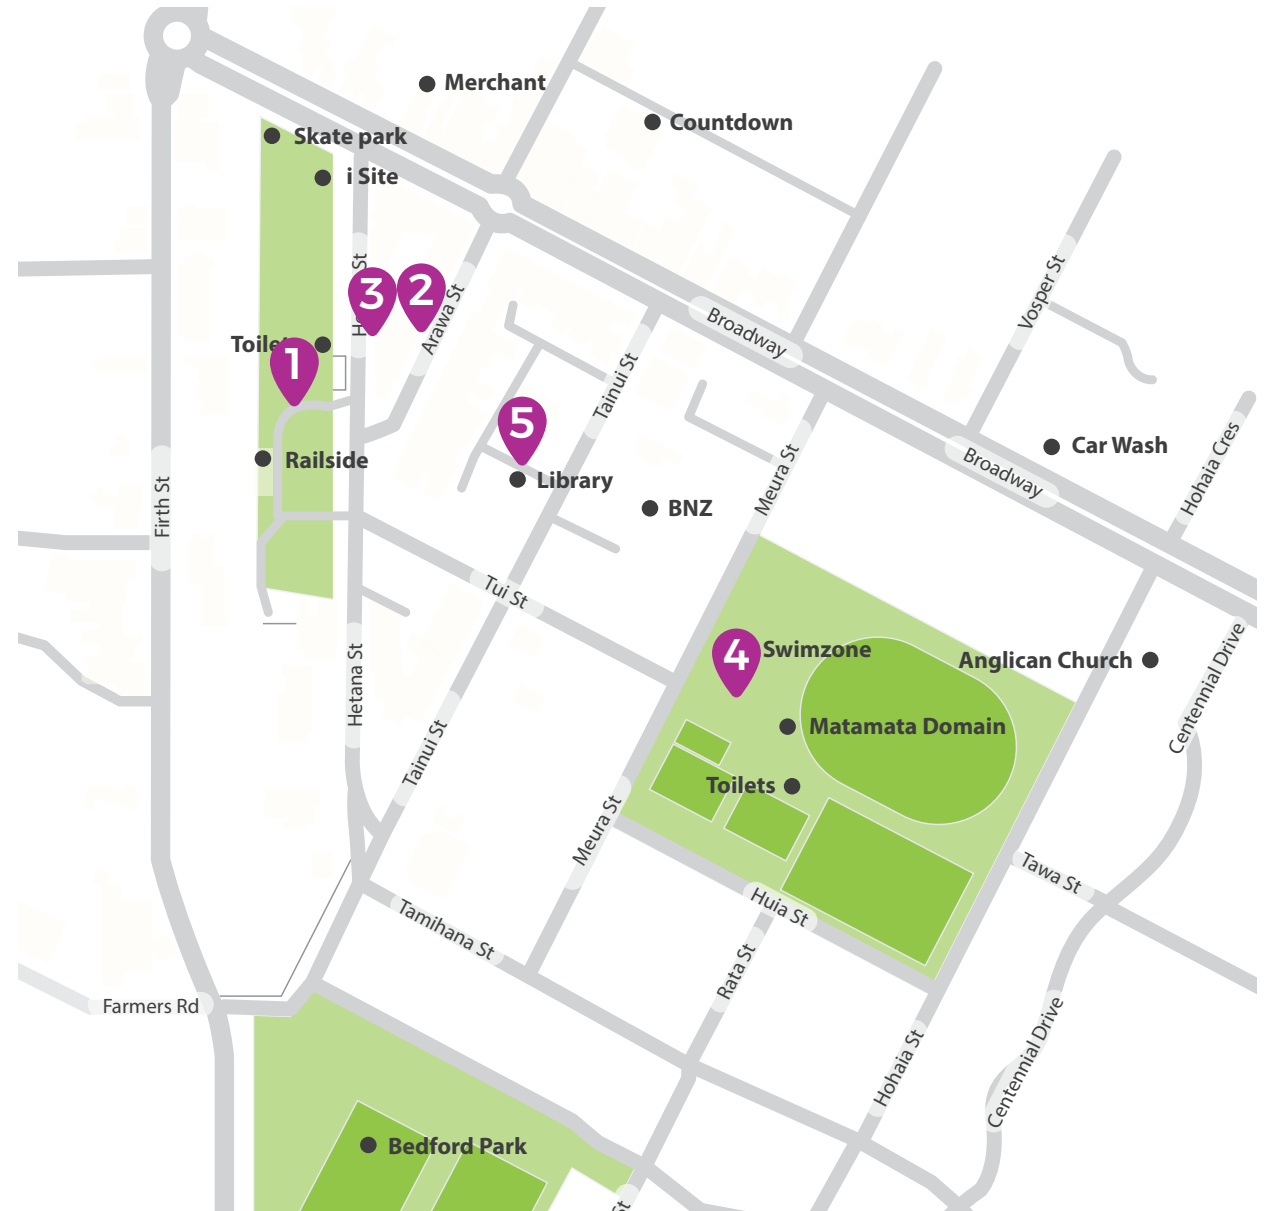 Merchant
Countdown
Skate park
i Site
St
Vosper St
3
2
Arawa St
Broadway
Toilet
1
Tainui St
5
Hohaia Cres
Car Wash
Broadway
Meura St
Railside
Library
BNZ
Firth St
Tui St
Centennial Drive
4
Swimzone
Anglican Church
Hetana St
Matamata Domain
Tainui St
Toilets
Meura St
Tawa St
Huia St
Tamihana St
Rata St
Farmers Rd
Hohaia St
Centennial Drive
Bedford Park
St